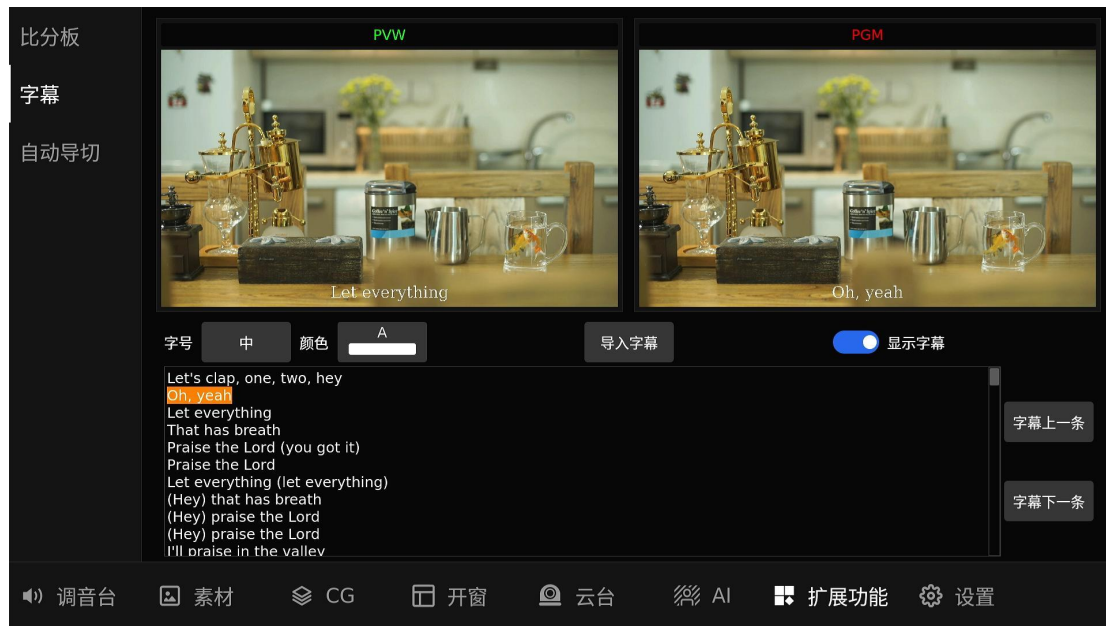 比分板
字幕
自动导切
PVW
PGM
Let everything
Oh, yeah
字号
中
颜色
A
导入字幕
显示字幕
Let's clap, one, two, hey
Oh, yeah
Let everything
That has breath
Praise the Lord (you got it)
Praise the Lord
Let everything (let everything)
(Hey) that has breath
(Hey) praise the Lord
(Hey) praise the Lord
I'll praise in the valley
字幕上一条
字幕下一条
调音台
素材
CG
开窗
云台
AI
扩展功能
设置